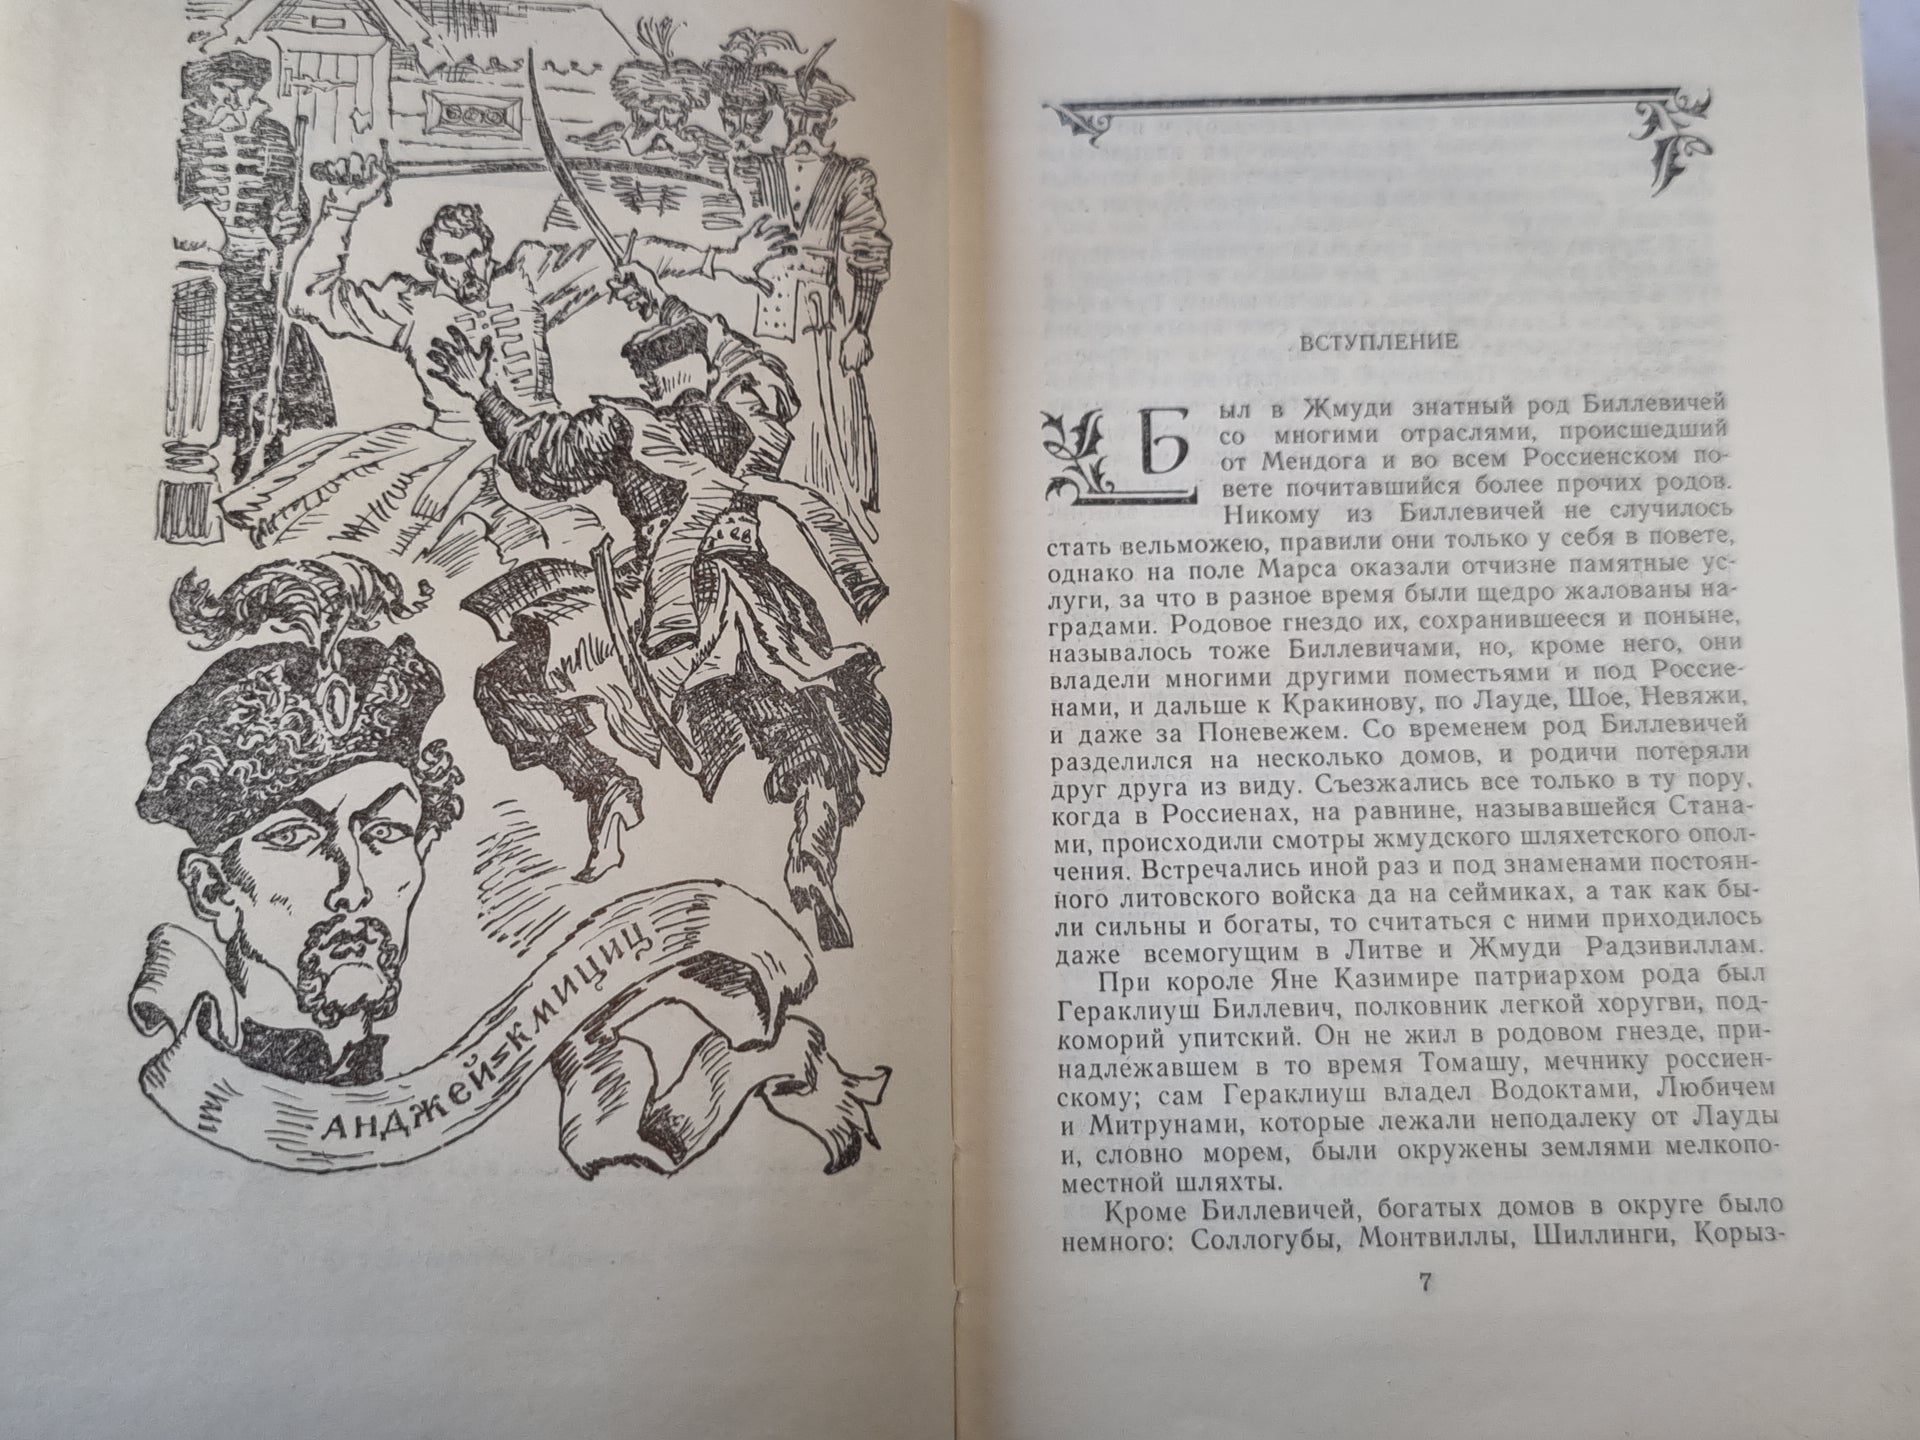 АНДЖЕЙ КМИЦИЦ
ВСТУПЛЕНИЕ
Был в Жмуди знатный род Биллевичей
со многими отраслями, происшедший
от Мендога и во всем Россиенском по-
вете почитавшийся более прочих родов.
Никому из Биллевичей не случилось
стать вельможею, правили они только у себя в повете,
однако на поле Марса оказали отчизне памятные ус-
луги, за что в разное время были щедро жалованы на-
градами. Родовое гнездо их, сохранившееся и поныне,
называлось тоже Биллевичами, но, кроме него, они
владели многими другими поместьями и под Россие-
нами, и дальше к Кракинову, по Лауде, Шое, Невяжи,
и даже за Поневежем. Со временем род Биллевичей
разделился на несколько домов, и родичи потеряли
друг друга из виду. Съезжались все только в ту пору,
когда в Россиенах, на равнине, называвшейся Стана-
ми, происходили смотры жмудского шляхетского опол-
чения. Встречались иной раз и под знаменами постоян-
ного литовского войска да на сеймиках, а так как бы-
ли сильны и богаты, то считаться с ними приходилось
даже всемогущим в Литве и Жмуди Радзивиллам.
При короле Яне Казимире патриархом рода был
Гераклиуш Биллевич, полковник легкой хоругви, под-
коморий упитский. Он не жил в родовом гнезде, при-
надлежавшем в то время Томашу, мечнику россиен-
скому; сам Гераклиуш владел Водоктами, Любичем
и Митрунами, которые лежали неподалеку от Лауды
и, словно морем, были окружены землями мелкопо-
местной шляхты.
Кроме Биллевичей, богатых домов в округе было
немного: Соллогубы, Монтвиллы, Шиллинги, Корыз-
7